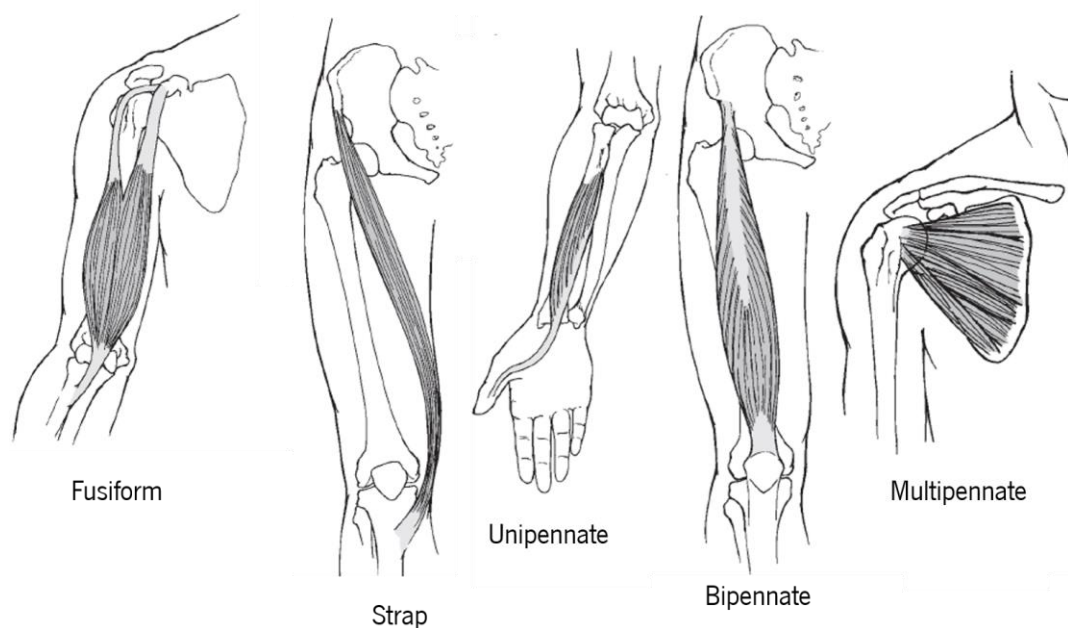 Fusiform
Strap
Unipennate
Bipennate
Multipennate